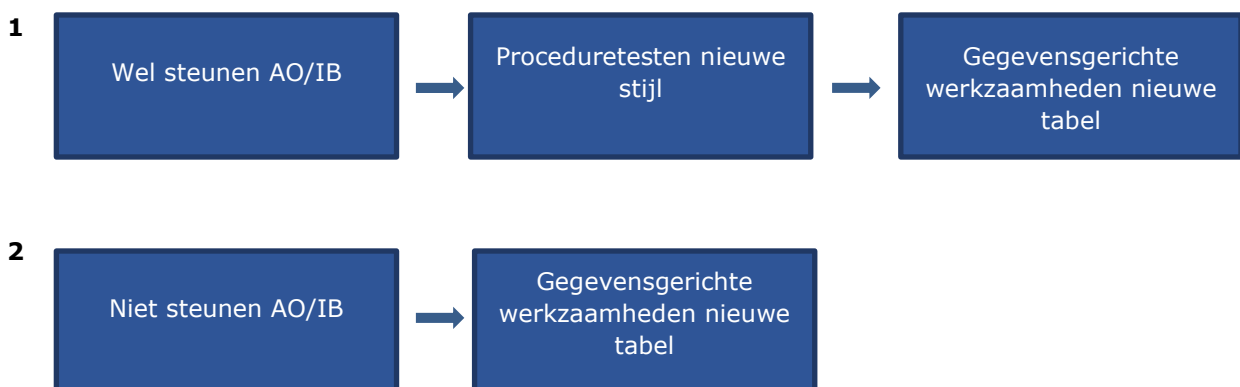 1
Wel steunen AO/IB
Proceduretesten nieuwe
stijl
Gegevensgerichte
werkzaamheden nieuwe
tabel
2
Niet steunen AO/IB
Gegevensgerichte
werkzaamheden nieuwe
tabel